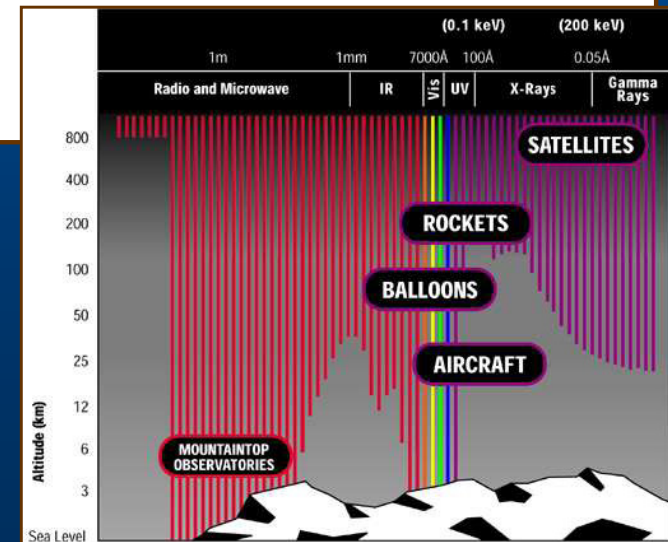 (0.1 keV) (200 keV)
1m 1mm 7000Å 100Å 0.05Å
Radio and Microwave IR Vis UV X-Rays Gamma Rays
800
400
200
100
50
25
12
6
3
Sea Level
Altitude (km)
SATELLITES
ROCKETS
BALLOONS
AIRCRAFT
MOUNTAINTOP
OBSERVATORIES